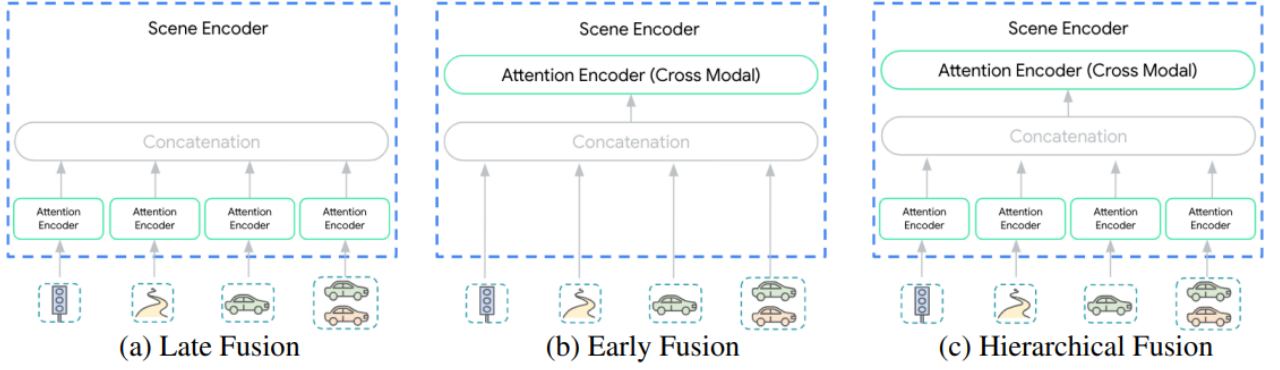 Scene Encoder
Concatenation
Attention Encoder
Attention Encoder
Attention Encoder
Attention Encoder
(a) Late Fusion
Scene Encoder
Attention Encoder (Cross Modal)
Concatenation
(b) Early Fusion
Scene Encoder
Attention Encoder (Cross Modal)
Concatenation
Attention Encoder
Attention Encoder
Attention Encoder
Attention Encoder
(c) Hierarchical Fusion